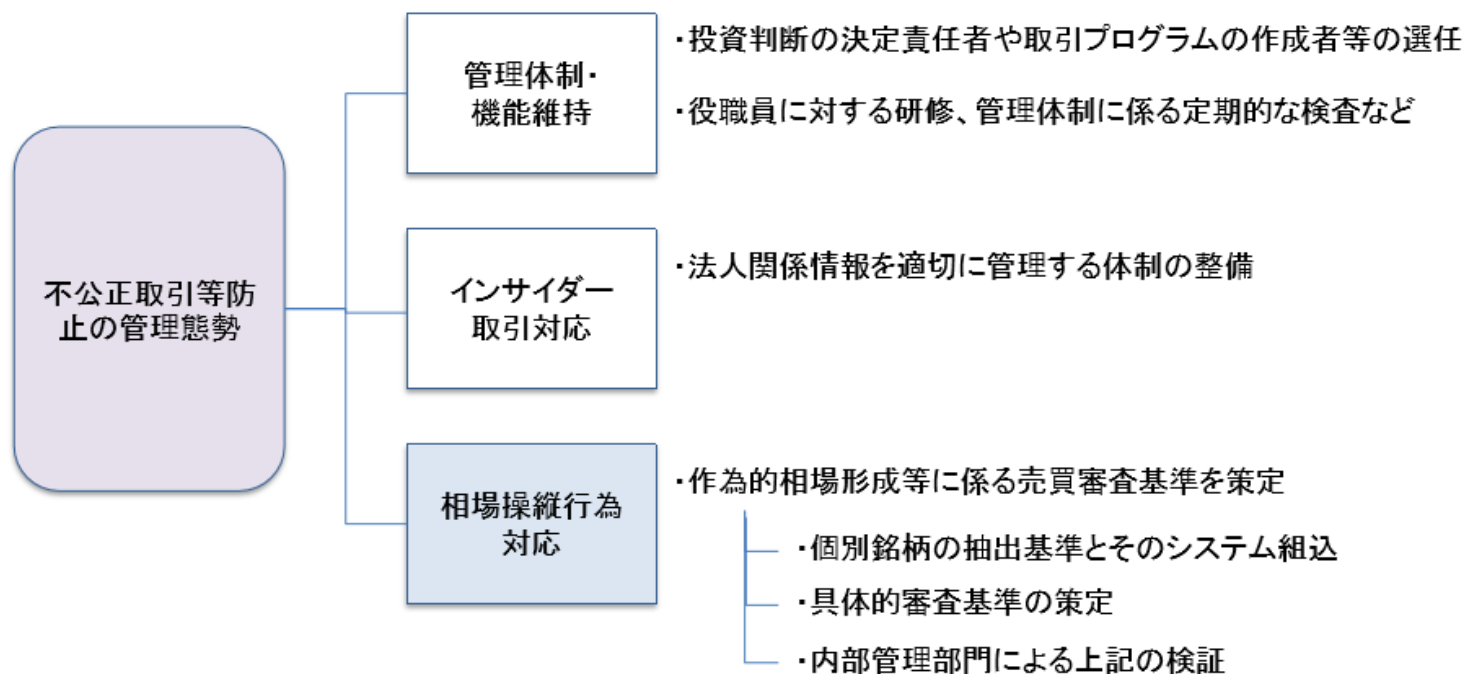 不公正取引等防
止の管理態勢
管理体制・
機能維持
・投資判断の決定責任者や取引プログラムの作成者等の選任
・役職員に対する研修、管理体制に係る定期的な検査など
インサイダー
取引対応
・法人関係情報を適切に管理する体制の整備
相場操縦行為
対応
・作為的相場形成等に係る売買審査基準を策定
・個別銘柄の抽出基準とそのシステム組込
・具体的審査基準の策定
・内部管理部門による上記の検証